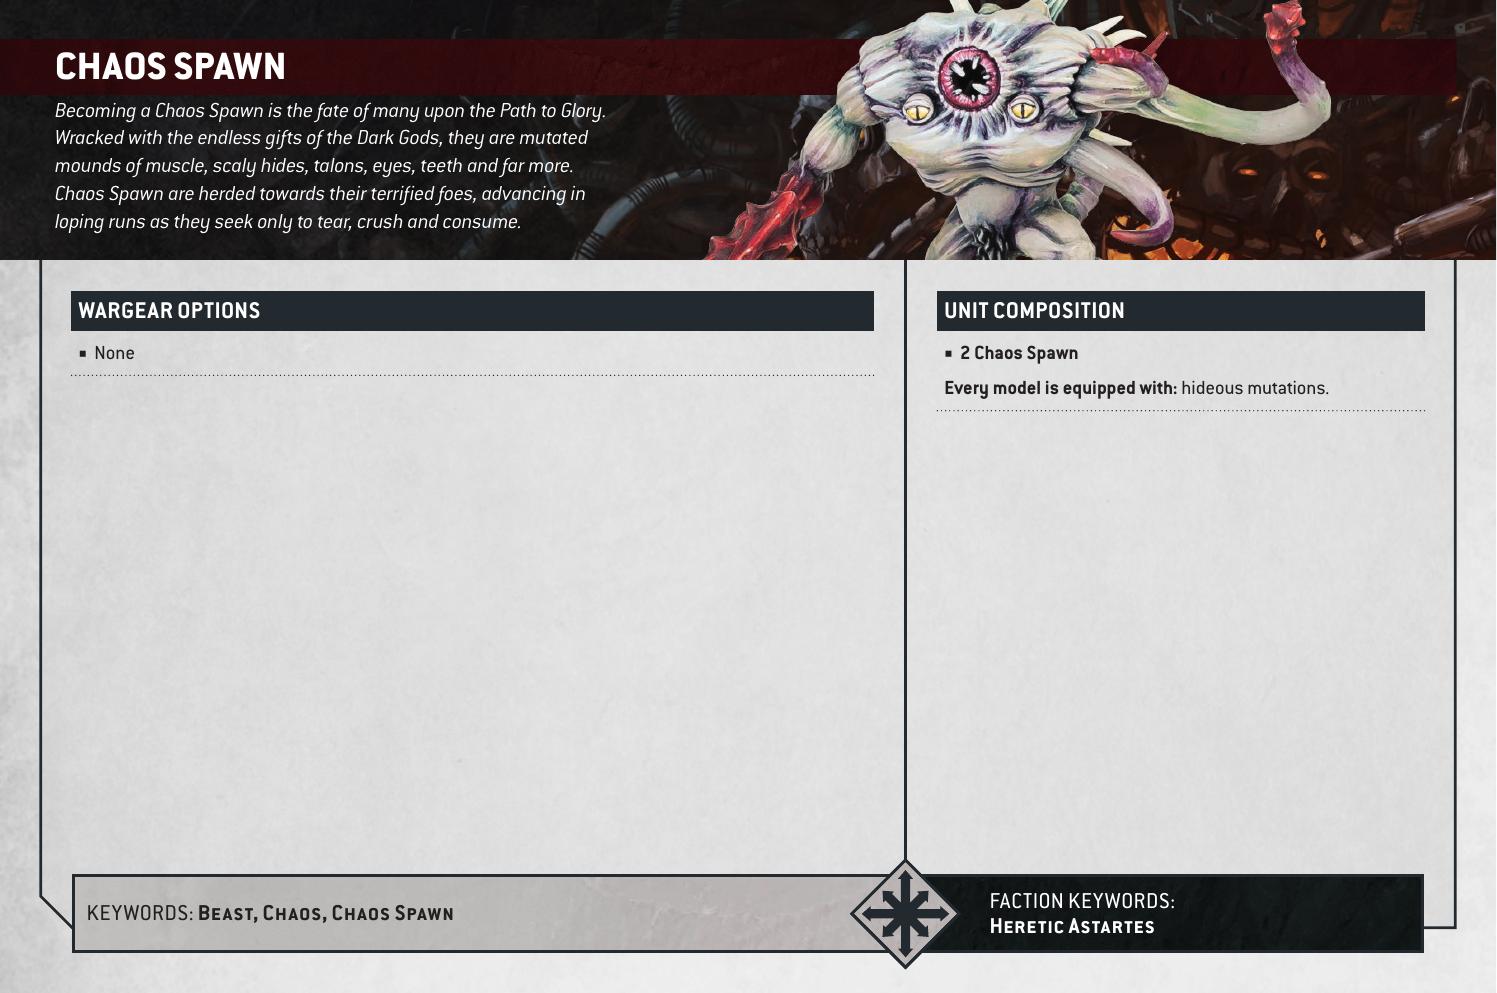 CHAOS SPAWN
Becoming a Chaos Spawn is the fate of many upon the Path to Glory.
Wracked with the endless gifts of the Dark Gods, they are mutated
mounds of muscle, scaly hides, talons, eyes, teeth and far more.
Chaos Spawn are herded towards their terrified foes, advancing in
loping runs as they seek only to tear, crush and consume.
WARGEAR OPTIONS
▪ None
UNIT COMPOSITION
▪ 2 Chaos Spawn
Every model is equipped with: hideous mutations.
KEYWORDS: BEAST, CHAOS, CHAOS SPAWN
FACTION KEYWORDS:
HERETIC ASTARTES